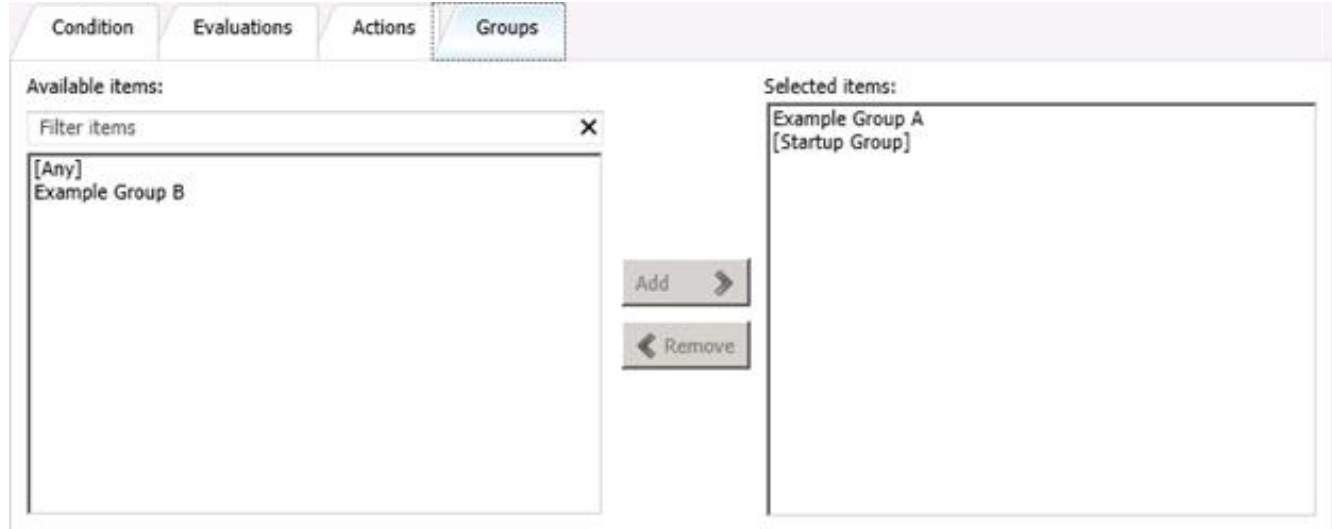 Condition Evaluations Actions Groups
Available items:
Filter items
[Any]
Example Group B
Add
Remove
Selected items:
Example Group A
[Startup Group]